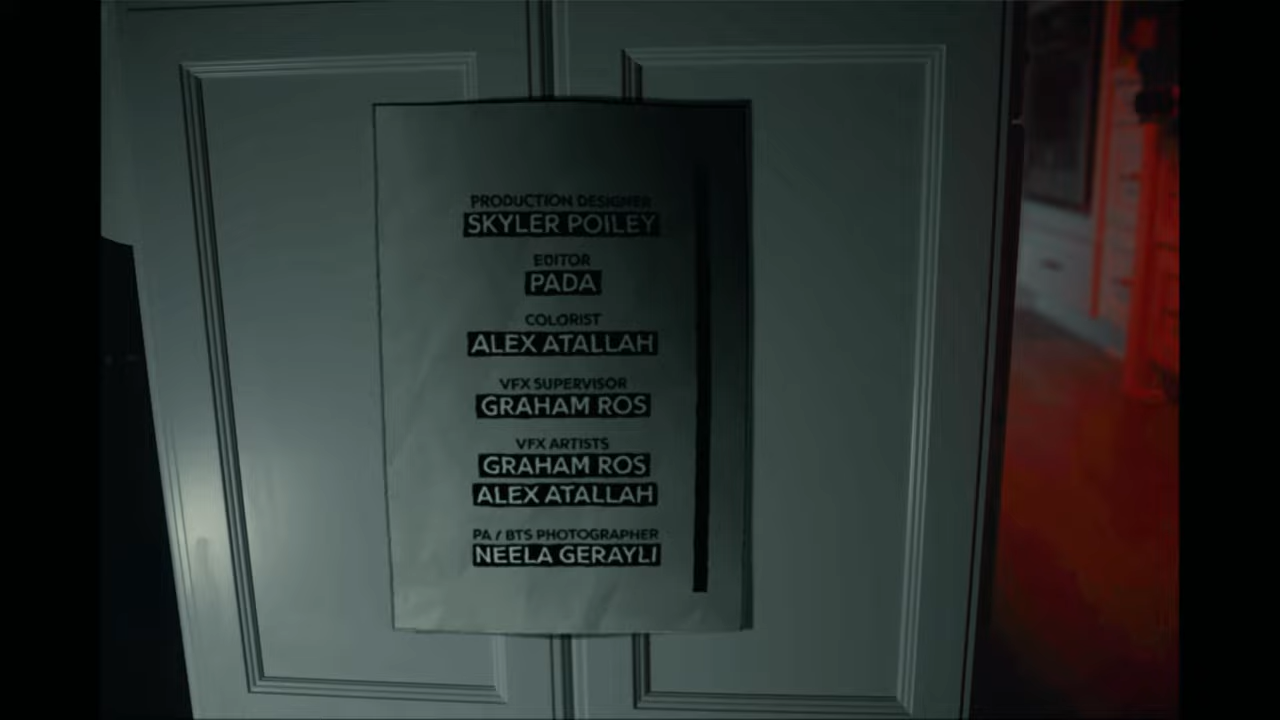 PRODUCTION DESIGNER
SKYLER POILEY
EDITOR
PADA
COLORIST
ALEX ATALLAH
VFX SUPERVISOR
GRAHAM ROS
VFX ARTISTS
GRAHAM ROS
ALEX ATALLAH
PA / BTS PHOTOGRAPHER
NEELA GERAYLI